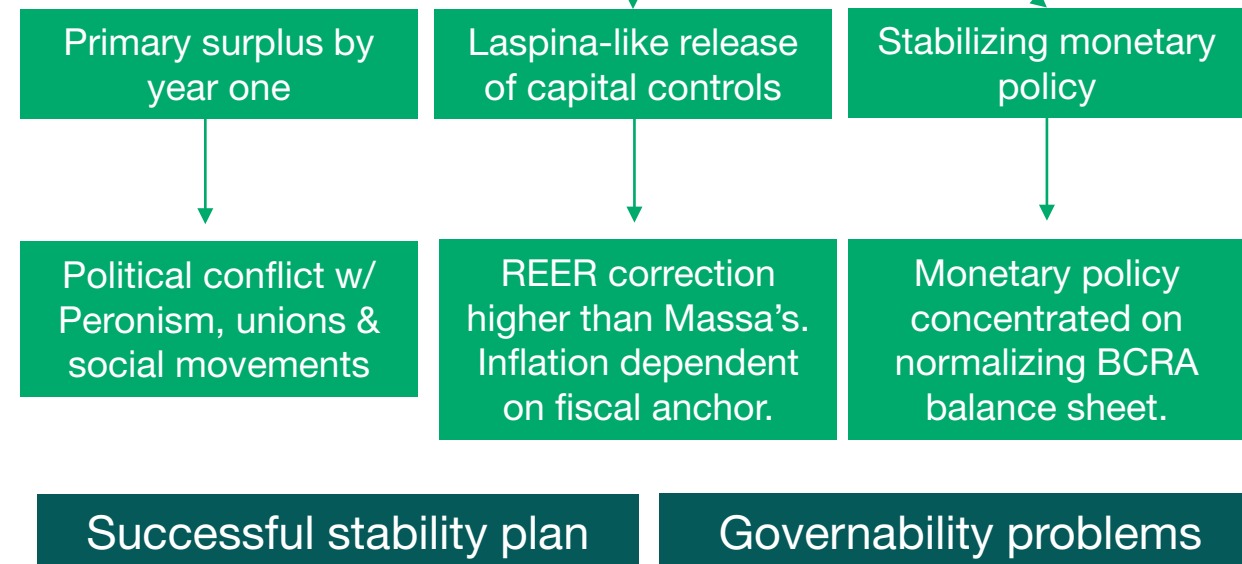 Primary surplus by
year one
Laspina-like release
of capital controls
Stabilizing monetary
policy
Political conflict w/
Peronism, unions &
social movements
REER correction
higher than Massa’s.
Inflation dependent
on fiscal anchor.
Monetary policy
concentrated on
normalizing BCRA
balance sheet.
Successful stability plan
Governability problems